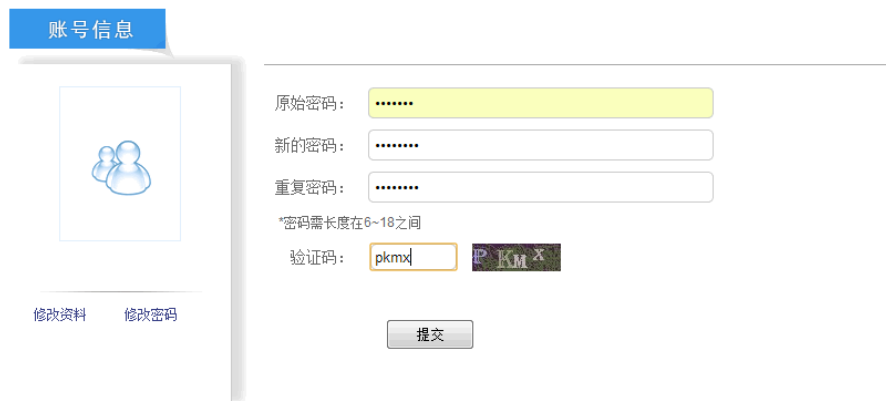 账号信息
原始密码： •••••••
新的密码： ••••••••
重复密码： ••••••••
*密码需长度在6~18之间
验证码： pkmx P KM X
修改资料 修改密码
提交